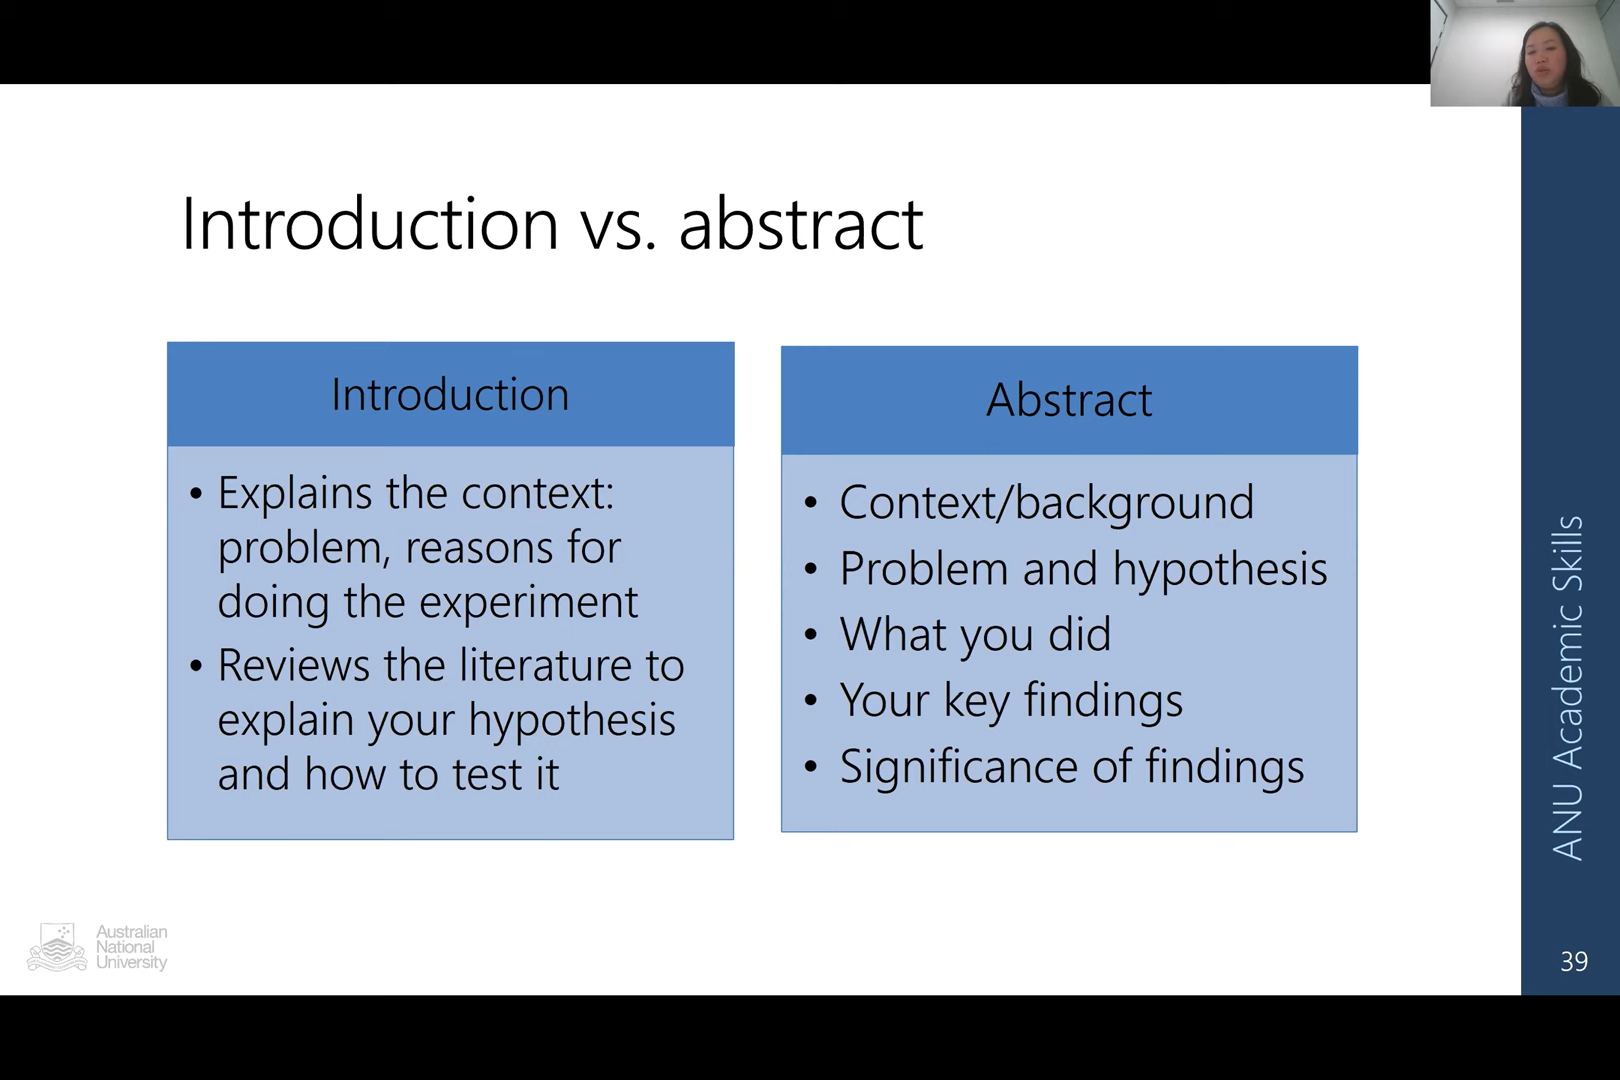 Introduction vs. abstract
Introduction
• Explains the context:
problem, reasons for
doing the experiment
• Reviews the literature to
explain your hypothesis
and how to test it
Abstract
• Context/background
• Problem and hypothesis
• What you did
• Your key findings
• Significance of findings
ANU Academic Skills
Australian
National
University
39